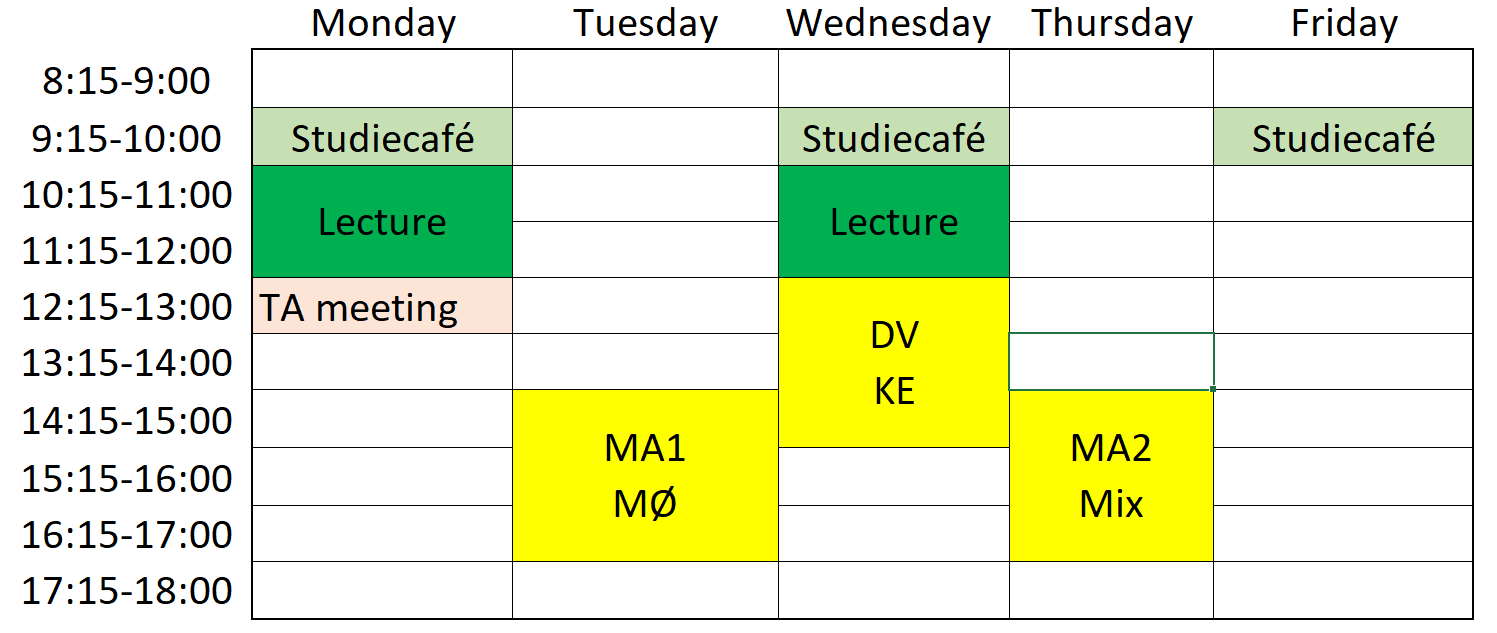 Monday Tuesday Wednesday Thursday Friday
8:15-9:00
9:15-10:00 Studiecafé Studiecafé Studiecafé
10:15-11:00
Lecture Lecture
11:15-12:00
12:15-13:00 TA meeting
DV
13:15-14:00
KE
14:15-15:00
MA1 MA2
15:15-16:00
MØ Mix
16:15-17:00
17:15-18:00